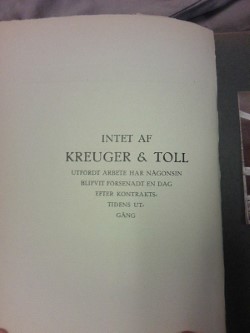 INTET AF
KREUGER & TOLL
UTFÖRDT ARBETE HAR NÅGONSIN
BLIFVIT FÖRSENADT EN DAG
EFTER KONTRAKTS-
TIDENS UT-
GÅNG